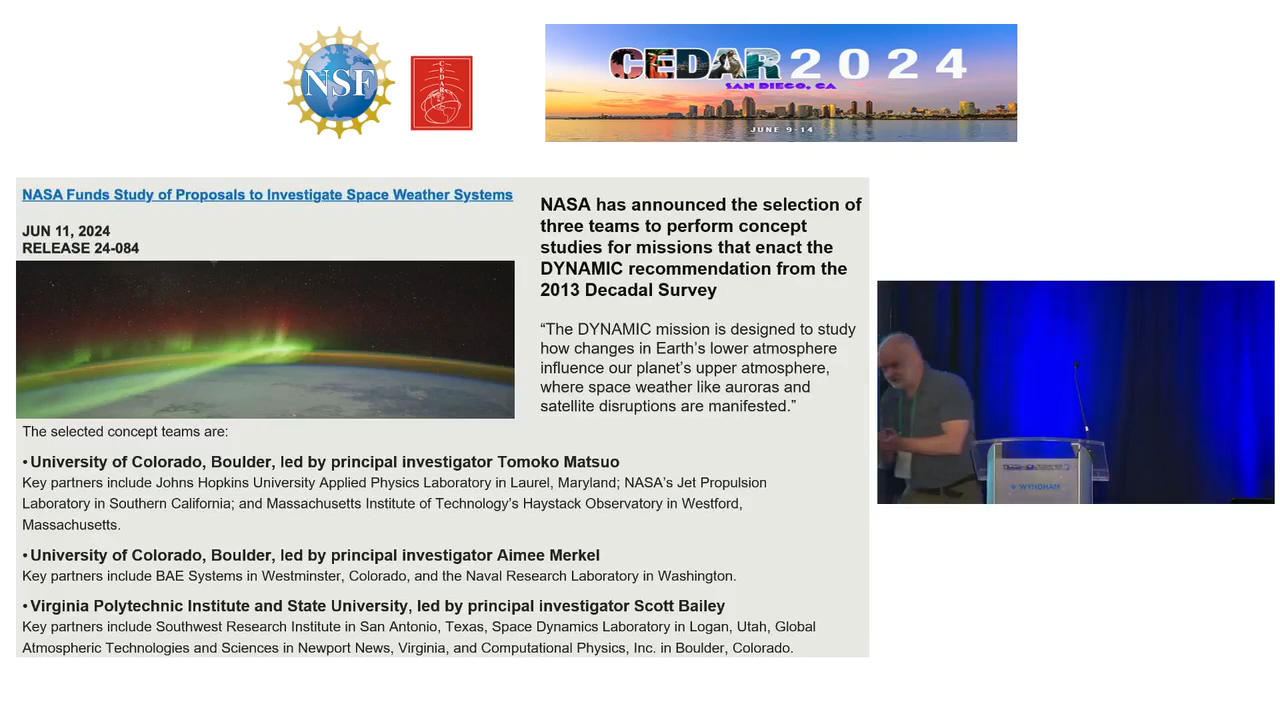 NSF
CEDAR
CEDAR 2024
SAN DIEGO, CA
JUNE 9-14
NASA Funds Study of Proposals to Investigate Space Weather Systems
JUN 11, 2024
RELEASE 24-084
NASA has announced the selection of
three teams to perform concept
studies for missions that enact the
DYNAMIC recommendation from the
2013 Decadal Survey
“The DYNAMIC mission is designed to study
how changes in Earth’s lower atmosphere
influence our planet’s upper atmosphere,
where space weather like auroras and
satellite disruptions are manifested.”
The selected concept teams are:
•University of Colorado, Boulder, led by principal investigator Tomoko Matsuo
Key partners include Johns Hopkins University Applied Physics Laboratory in Laurel, Maryland; NASA’s Jet Propulsion
Laboratory in Southern California; and Massachusetts Institute of Technology’s Haystack Observatory in Westford,
Massachusetts.
•University of Colorado, Boulder, led by principal investigator Aimee Merkel
Key partners include BAE Systems in Westminster, Colorado, and the Naval Research Laboratory in Washington.
•Virginia Polytechnic Institute and State University, led by principal investigator Scott Bailey
Key partners include Southwest Research Institute in San Antonio, Texas, Space Dynamics Laboratory in Logan, Utah, Global
Atmospheric Technologies and Sciences in Newport News, Virginia, and Computational Physics, Inc. in Boulder, Colorado.
WYNDHAM